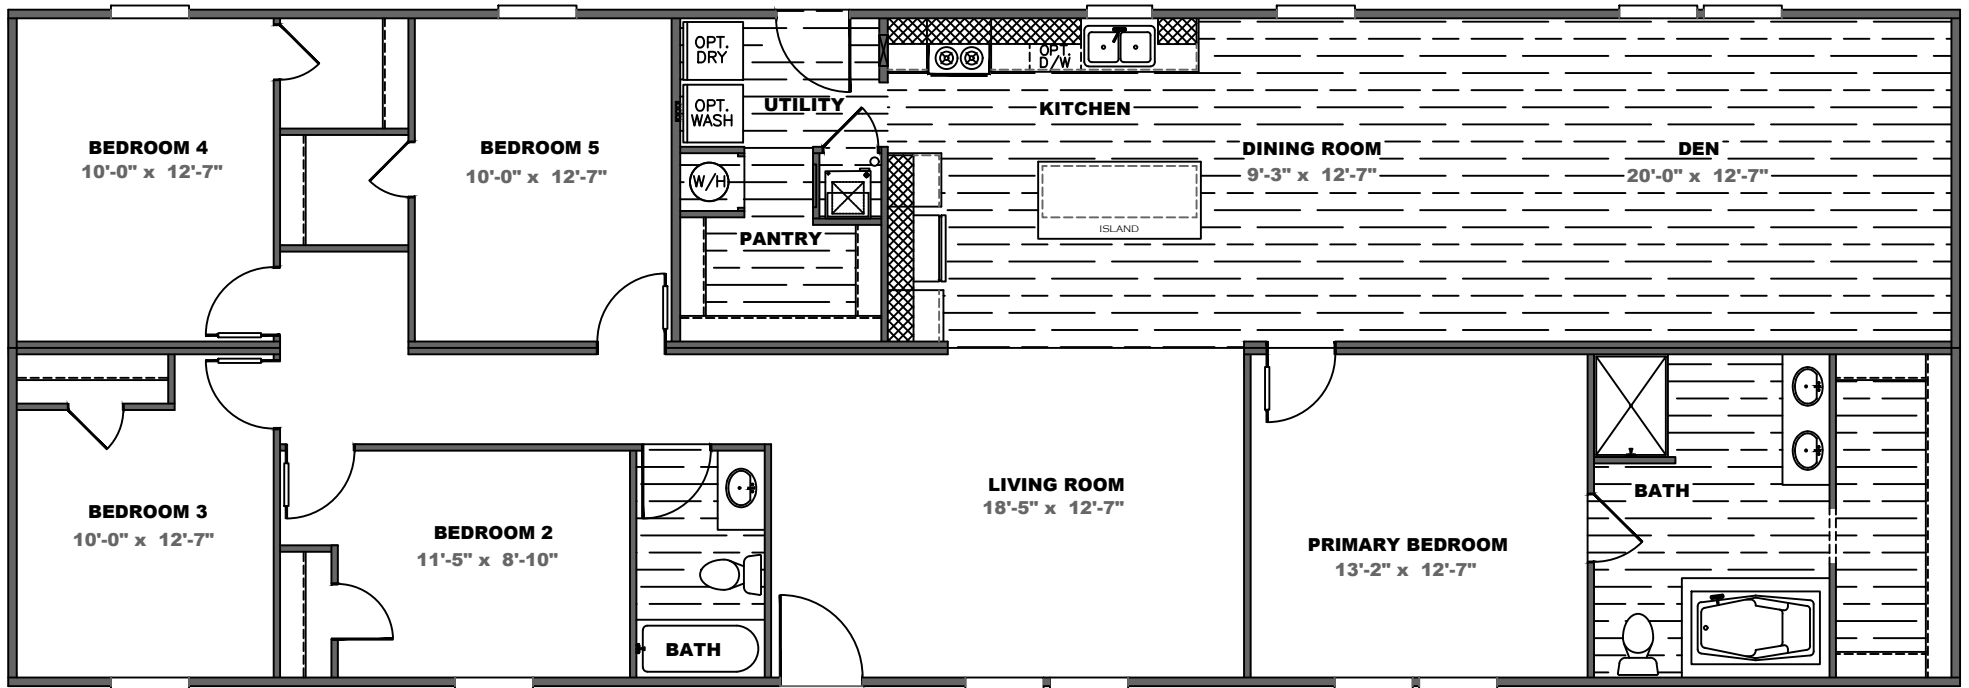 OPT.
DRY
OPT.
WASH
UTILITY
OPT.
D/W
KITCHEN
BEDROOM 4
10'-0" x 12'-7"
BEDROOM 5
10'-0" x 12'-7"
W/H
PANTRY
ISLAND
DINING ROOM
9'-3" x 12'-7"
DEN
20'-0" x 12'-7"
BEDROOM 3
10'-0" x 12'-7"
BEDROOM 2
11'-5" x 8'-10"
BATH
LIVING ROOM
18'-5" x 12'-7"
PRIMARY BEDROOM
13'-2" x 12'-7"
BATH